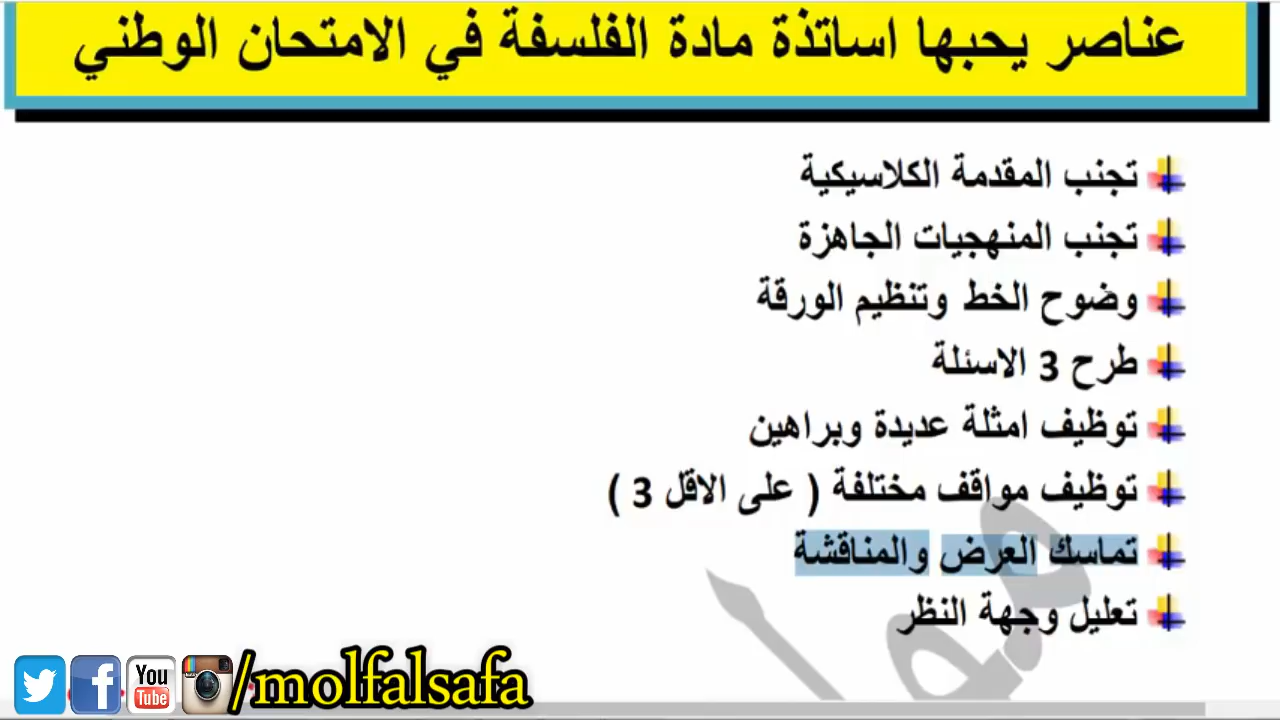 عناصر يحبها اساتذة مادة الفلسفة في الامتحان الوطني
تجنب المقدمة الكلاسيكية
تجنب المنهجيات الجاهزة
وضوح الخط وتنظيم الورقة
طرح 3 الاسئلة
توظيف امثلة عديدة وبراهين
توظيف مواقف مختلفة ( على الاقل 3 )
تماسك العرض والمناقشة
تعليل وجهة النظر
You
Tube
/molfalsafa